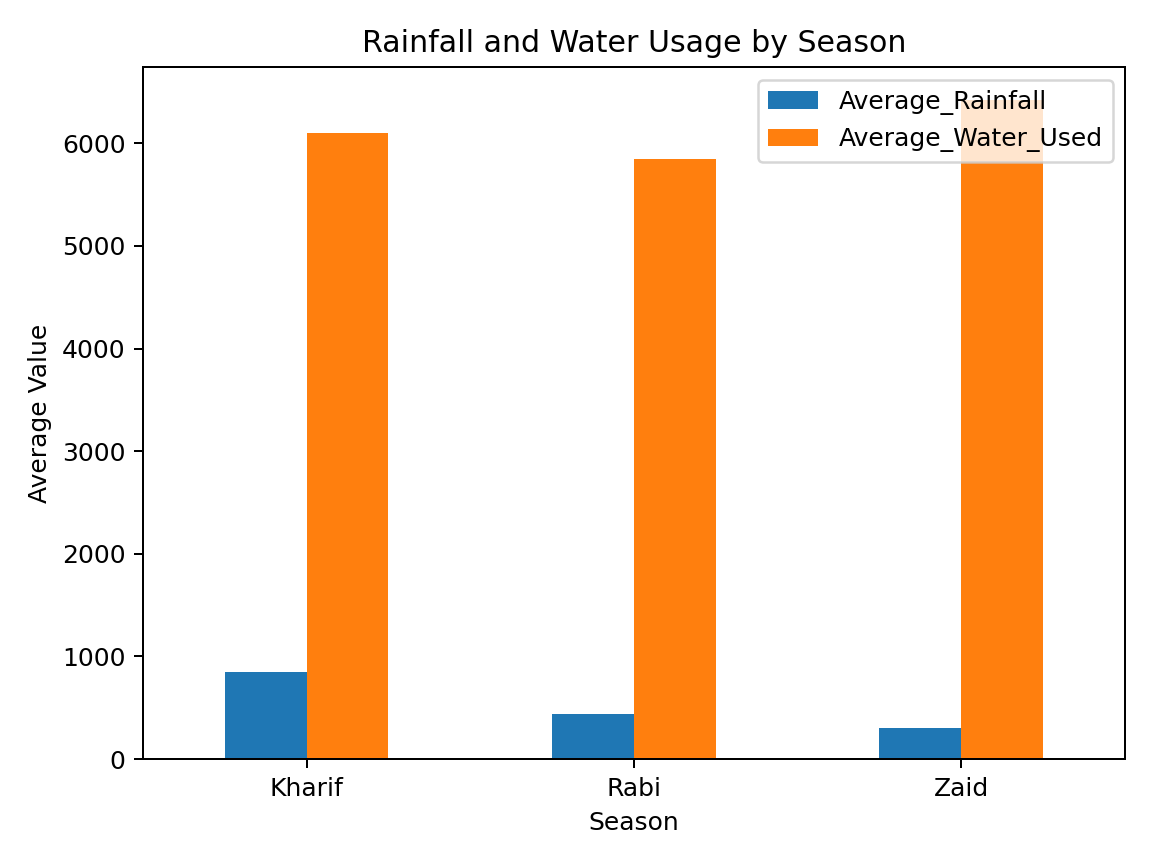 Rainfall and Water Usage by Season
Average_Rainfall
Average_Water_Used
6000
5000
4000
3000
2000
1000
0
Average Value
Kharif
Rabi
Zaid
Season